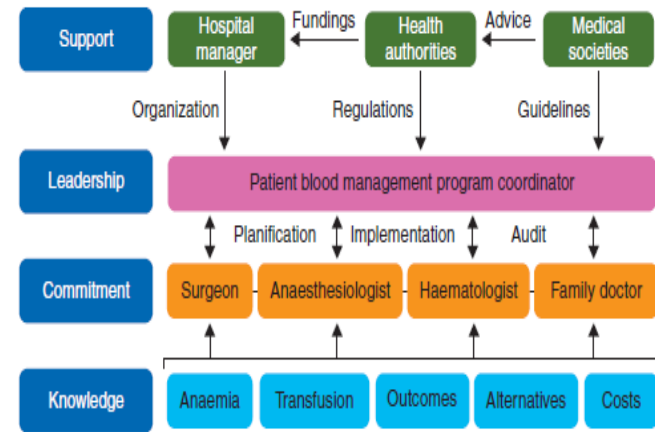 Support
Hospital
manager
Fundings
Health
authorities
Advice
Medical
societies
Organization
Regulations
Guidelines
Leadership
Patient blood management program coordinator
Planification
Implementation
Audit
Commitment
Surgeon
Anaesthesiologist
Haematologist
Family doctor
Knowledge
Anaemia
Transfusion
Outcomes
Alternatives
Costs